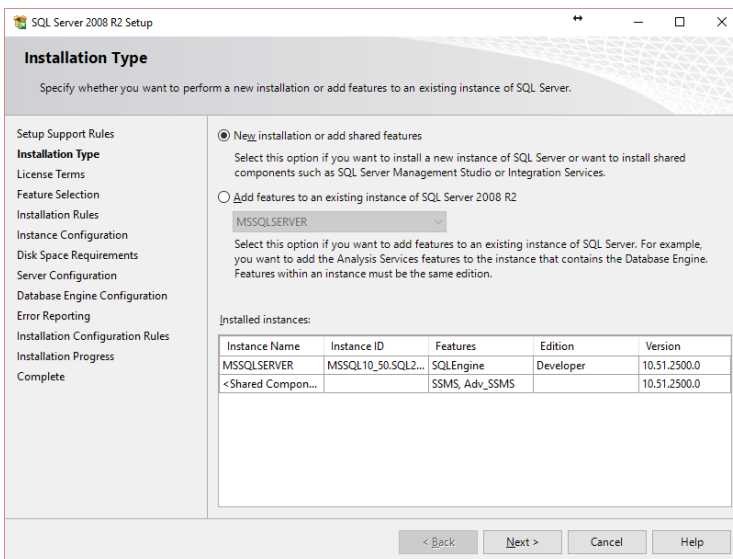 SQL Server 2008 R2 Setup
Installation Type
Specify whether you want to perform a new installation or add features to an existing instance of SQL Server.
Setup Support Rules
Installation Type
License Terms
Feature Selection
Installation Rules
Instance Configuration
Disk Space Requirements
Server Configuration
Database Engine Configuration
Error Reporting
Installation Configuration Rules
Installation Progress
Complete
New installation or add shared features
Select this option if you want to install a new instance of SQL Server or want to install shared
components such as SQL Server Management Studio or Integration Services.
Add features to an existing instance of SQL Server 2008 R2
MSSQLSERVER
Select this option if you want to add features to an existing instance of SQL Server. For example,
you want to add the Analysis Services features to the instance that contains the Database Engine.
Features within an instance must be the same edition.
Installed instances:
Instance Name Instance ID Features Edition Version
MSSQLSERVER MSSQL10_50.SQL2... SQLEngine Developer 10.51.2500.0
<Shared Compon... SSMS, Adv_SSMS 10.51.2500.0
< Back Next > Cancel Help